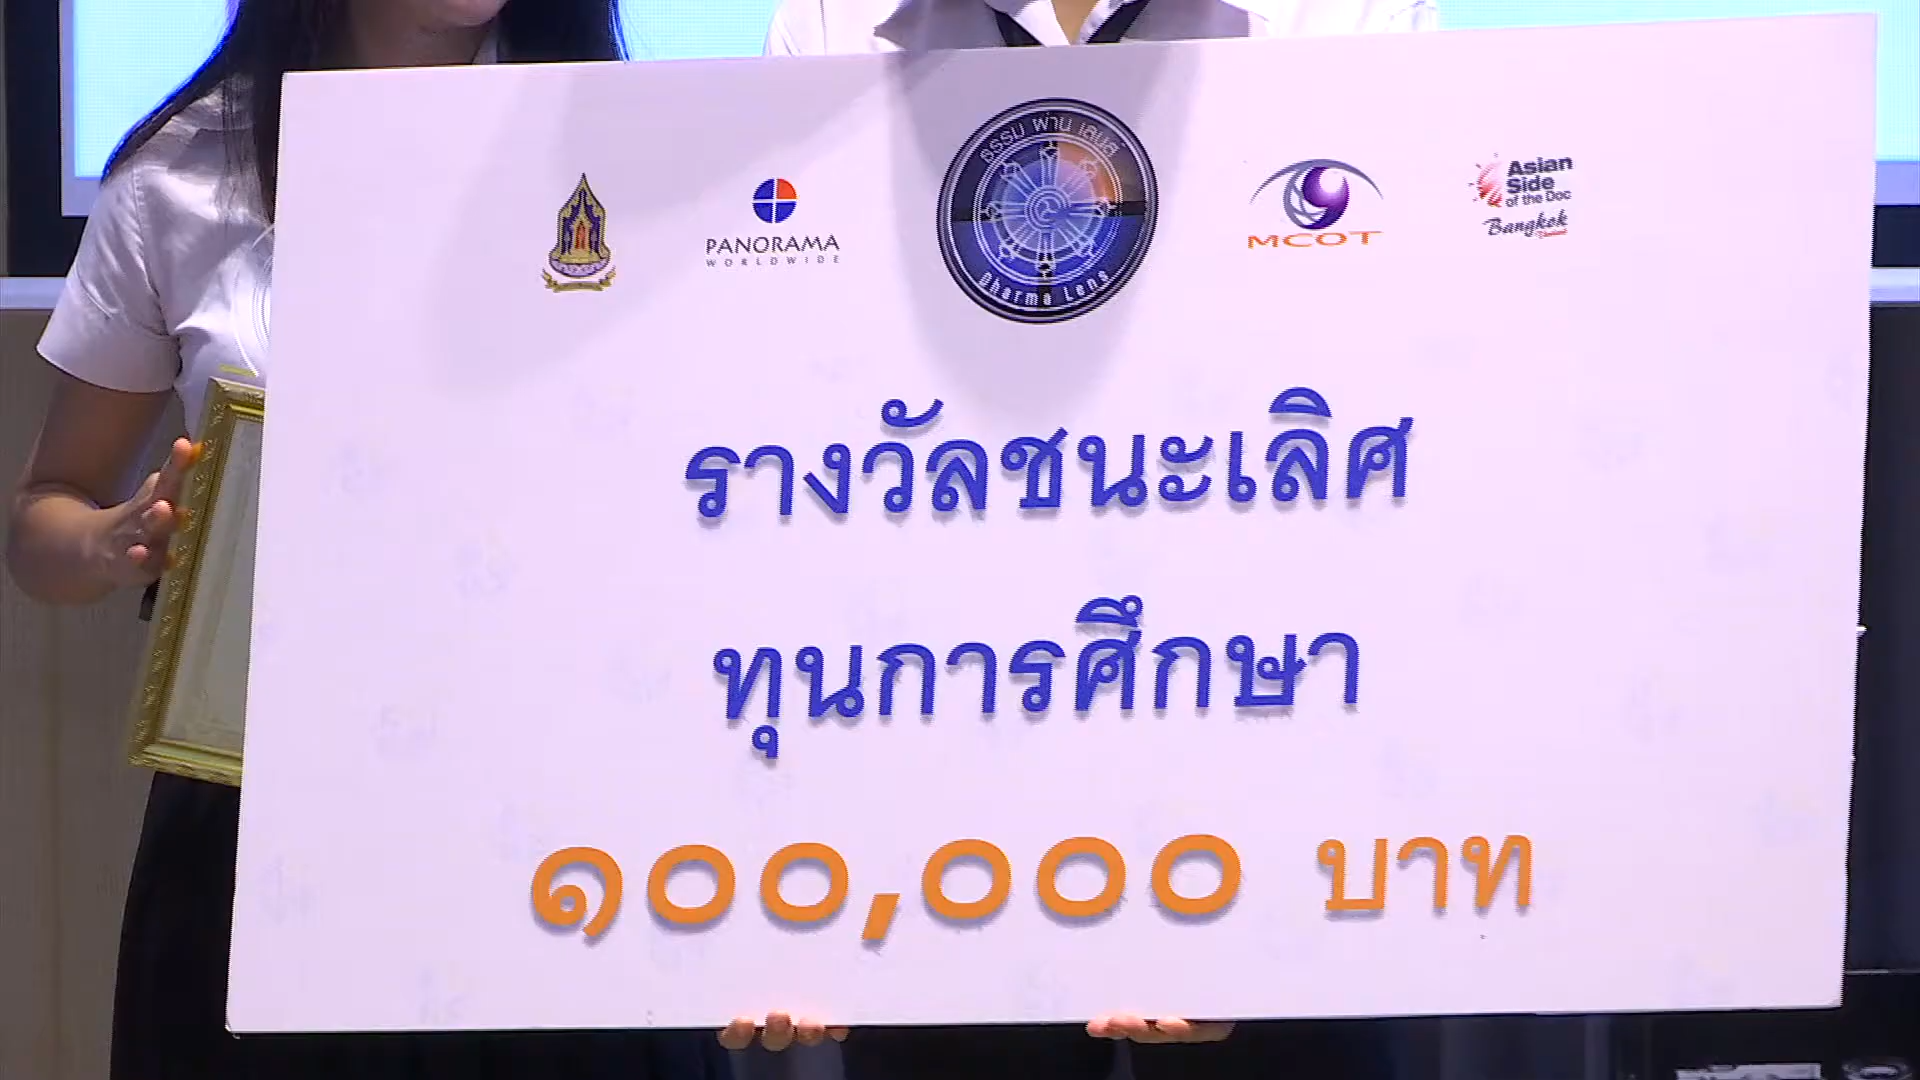 ธรรม ผ่าน เลนส์
Dharma Lens
PANORAMA
WORLDWIDE
MCOT
Asian
Side
of the Doc
Bangkok
รางวัลชนะเลิศ
ทุนการศึกษา
๑๐๐,๐๐๐ บาท